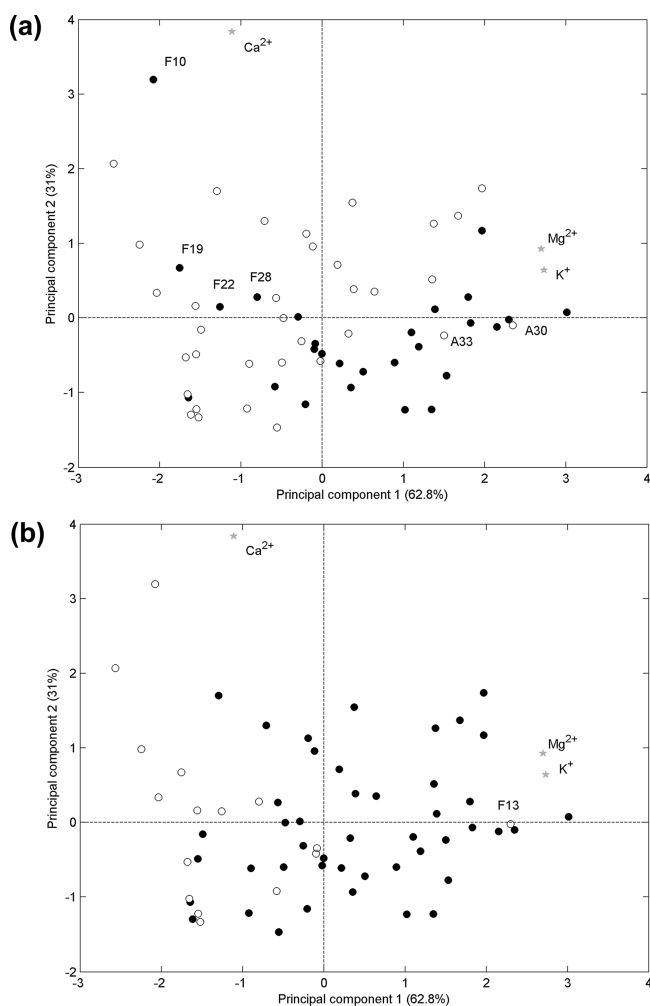 (a)
4
3
2
1
0
-1
-2
Principal component 2 (31%)
Ca2+
F10
F19
F22
F28
Mg2+
K+
A33
A30
-3
-2
-1
0
1
2
3
4
Principal component 1 (62.8%)
(b)
4
3
2
1
0
-1
-2
Principal component 2 (31%)
Ca2+
Mg2+
K+
F13
-3
-2
-1
0
1
2
3
4
Principal component 1 (62.8%)